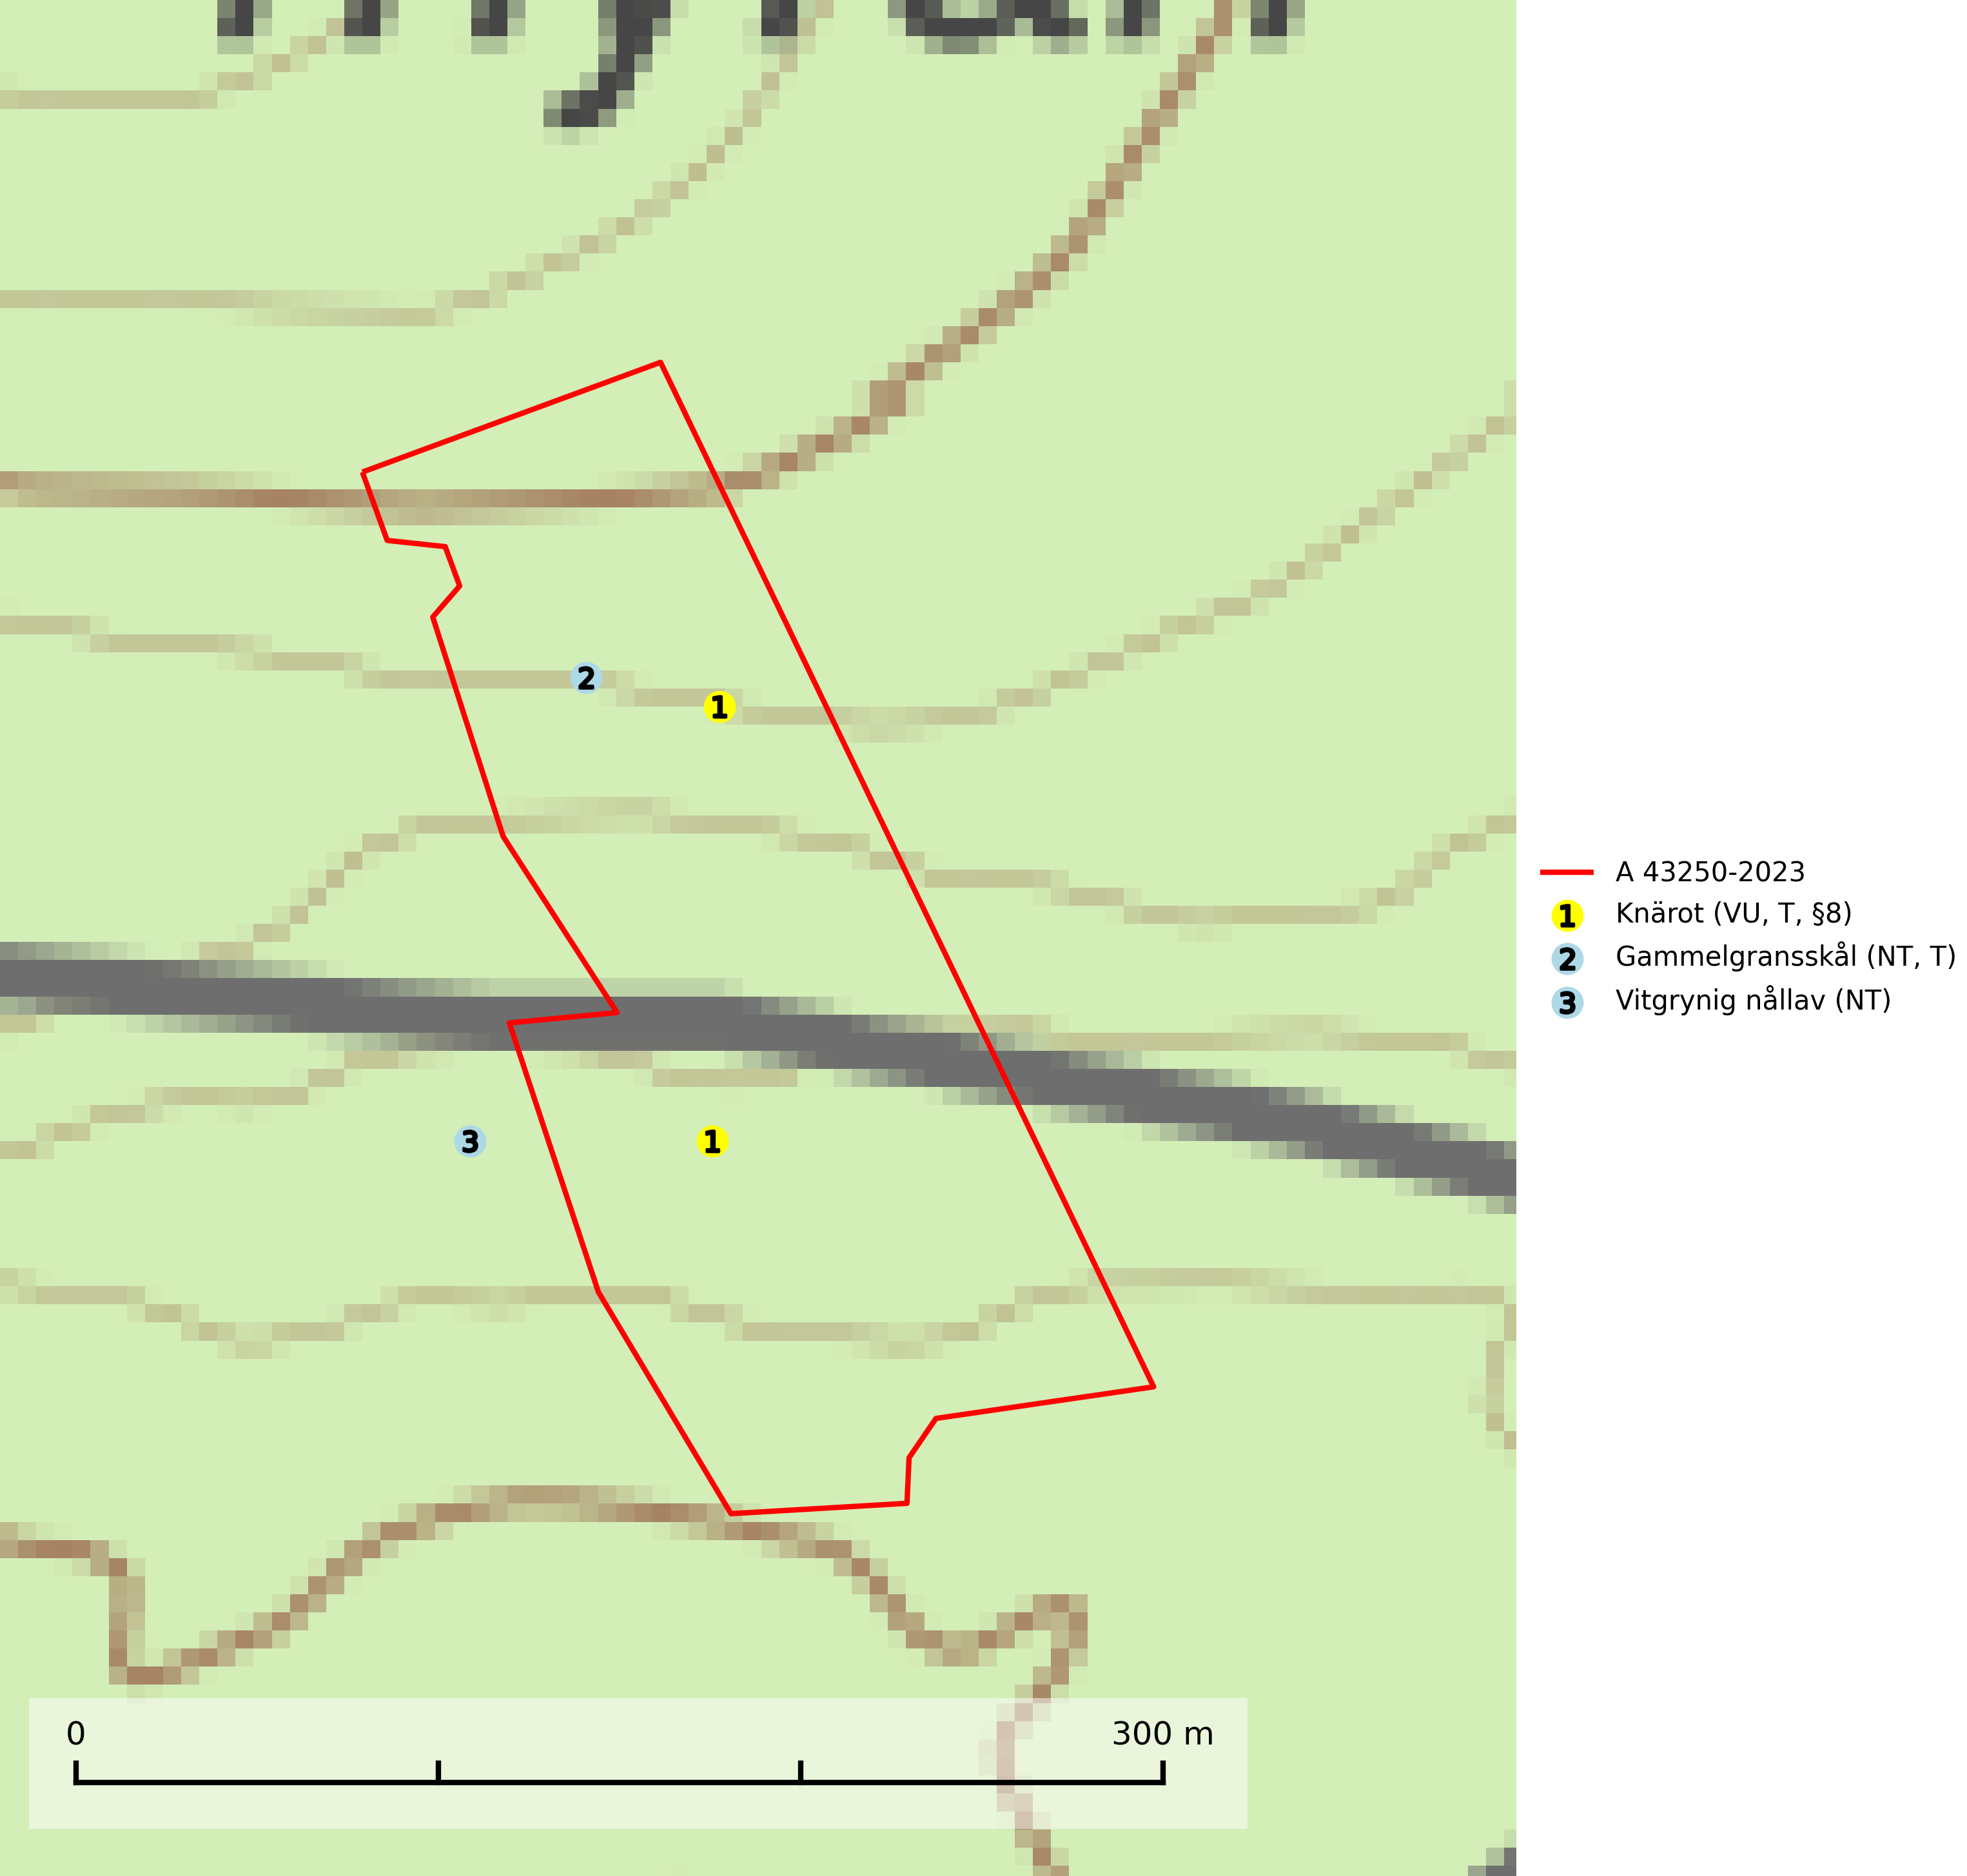 2
1
3
1
A 43250-2023
1 Knärot (VU, T, §8)
2 Gammelgransskål (NT, T)
3 Vitgrynig nållav (NT)
0 300 m